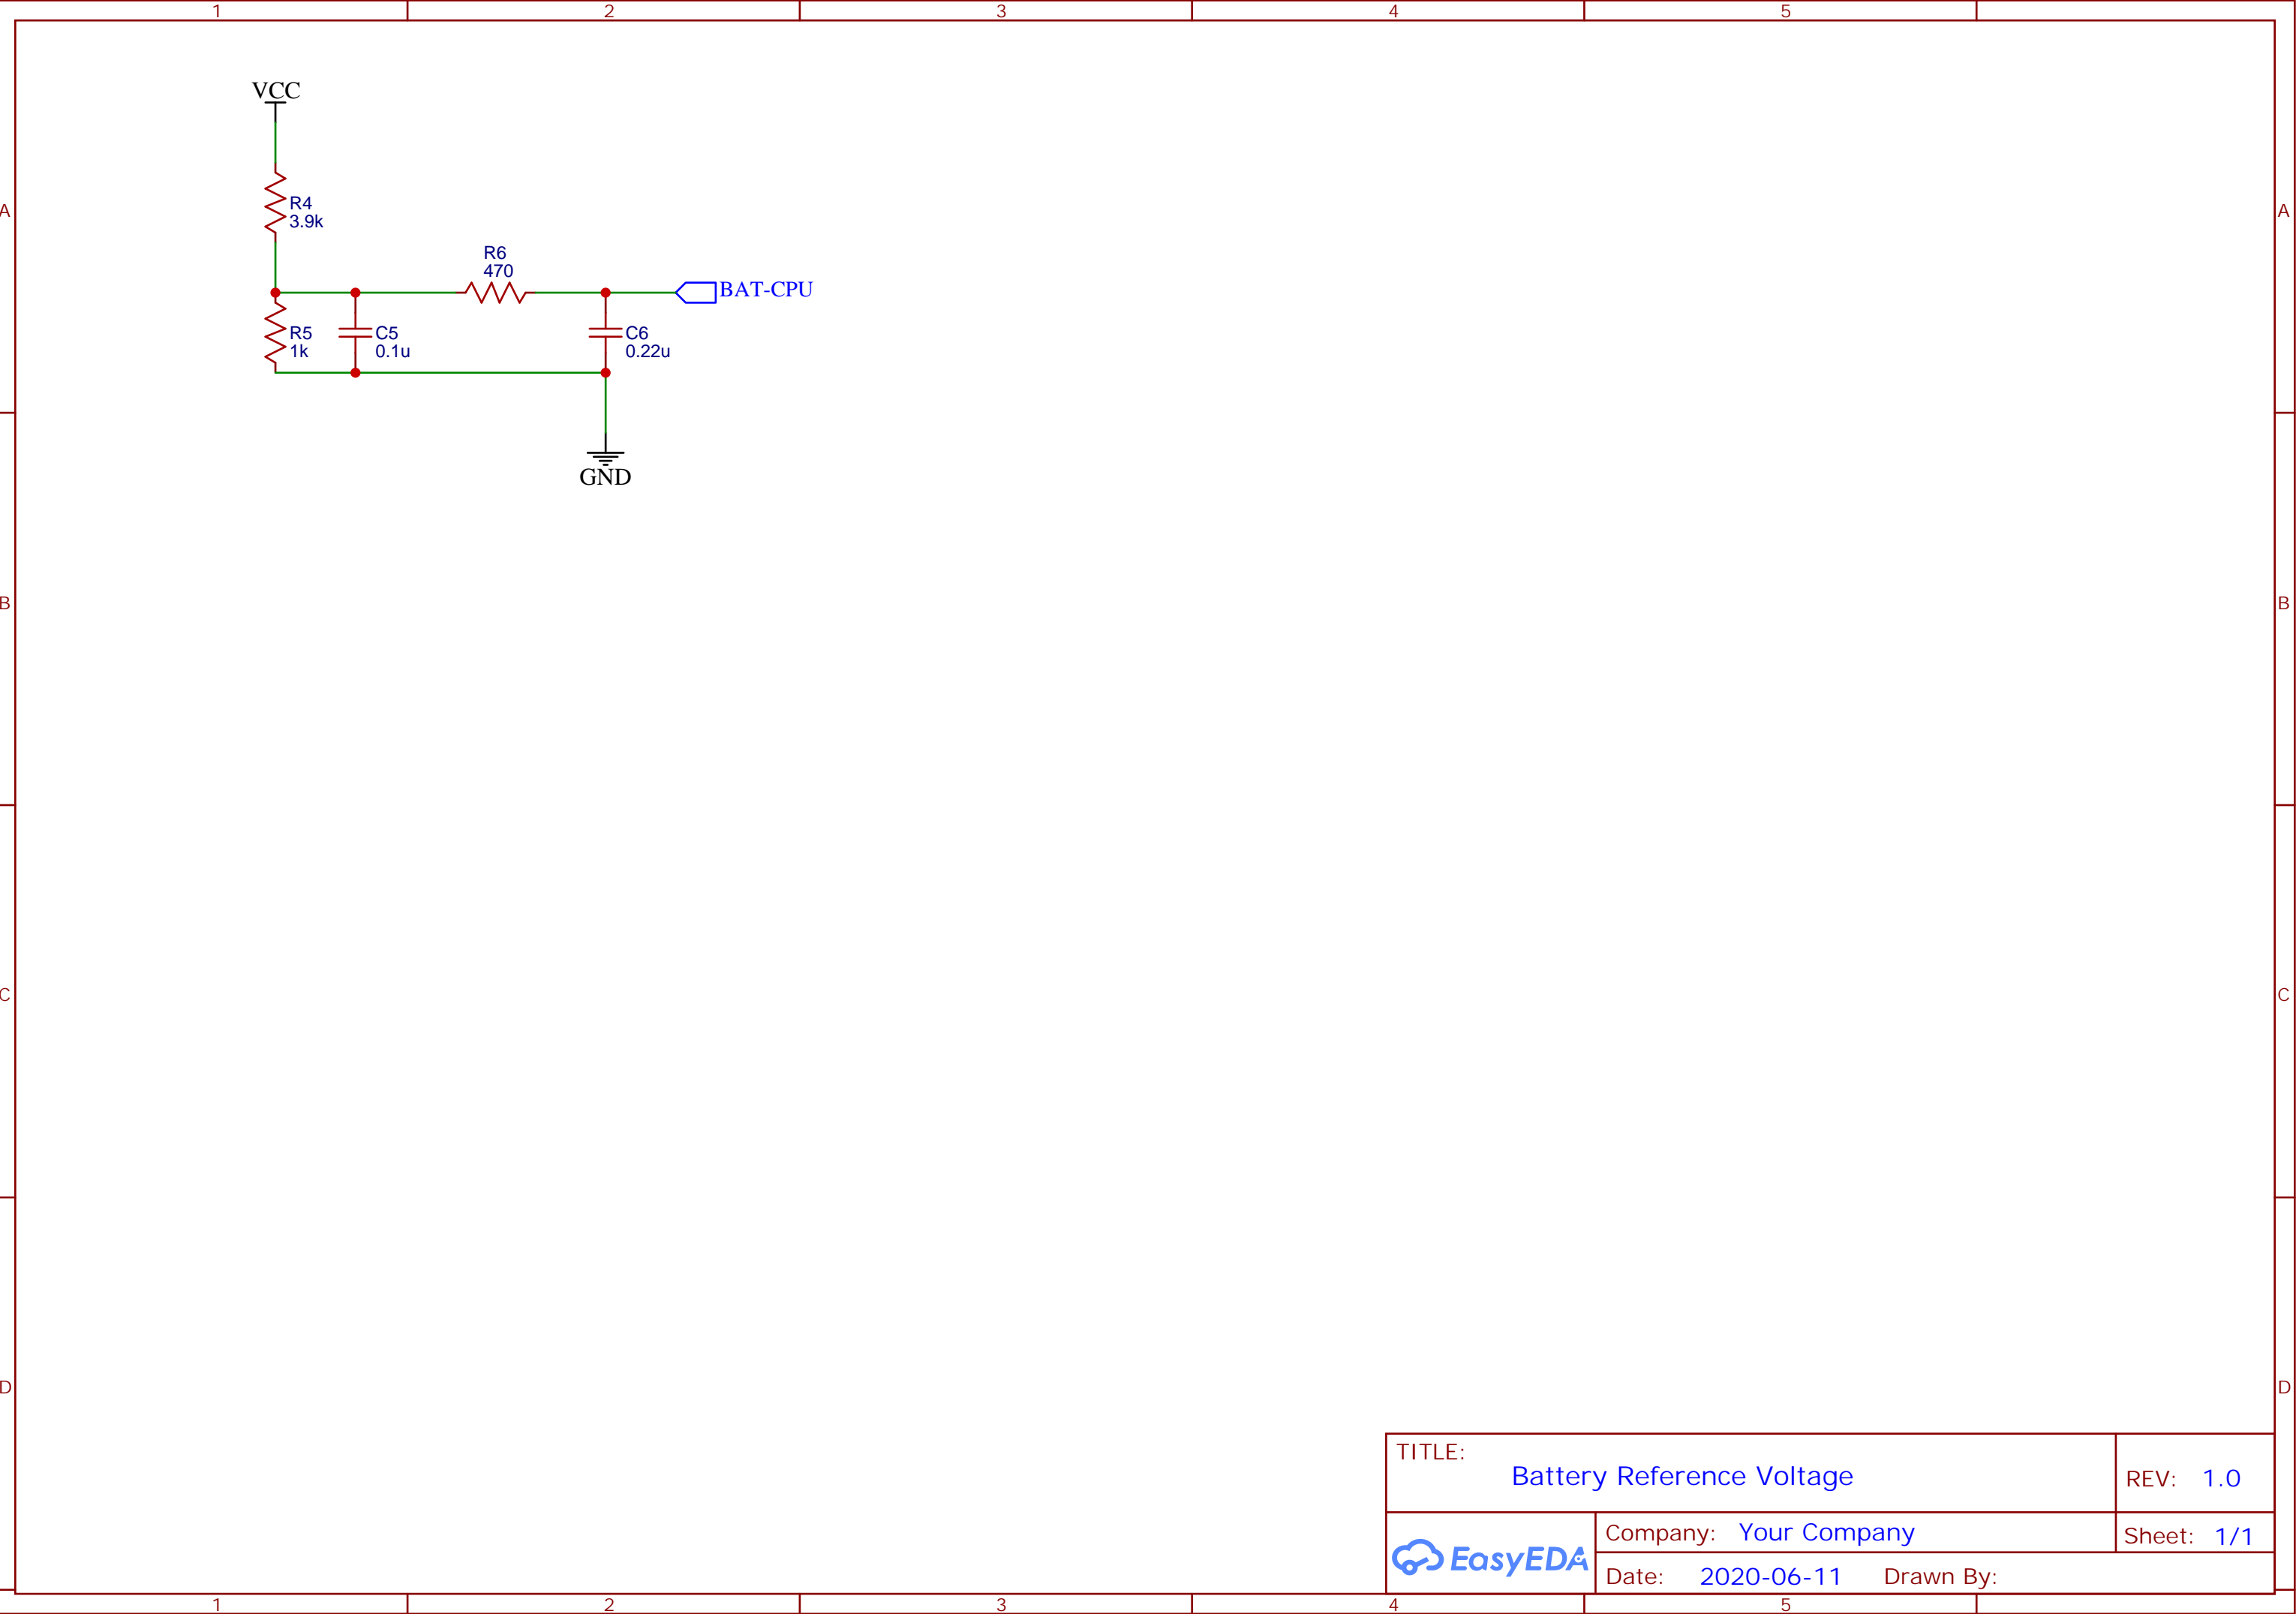 1 2 3 4 5
VCC
A A
R4
3.9k
R6
470
BAT-CPU
R5
1k
C5
0.1u
C6
0.22u
GND
B B
C C
D D
TITLE:
Battery Reference Voltage
REV: 1.0
EasyEDA
Company: Your Company
Sheet: 1/1
Date: 2020-06-11 Drawn By:
1 2 3 4 5